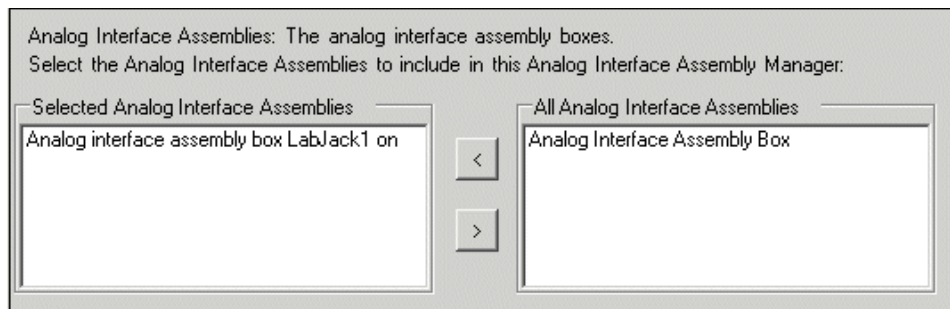 Analog Interface Assemblies: The analog interface assembly boxes.
Select the Analog Interface Assemblies to include in this Analog Interface Assembly Manager:
Selected Analog Interface Assemblies
All Analog Interface Assemblies
Analog interface assembly box LabJack1 on
Analog Interface Assembly Box
<
>